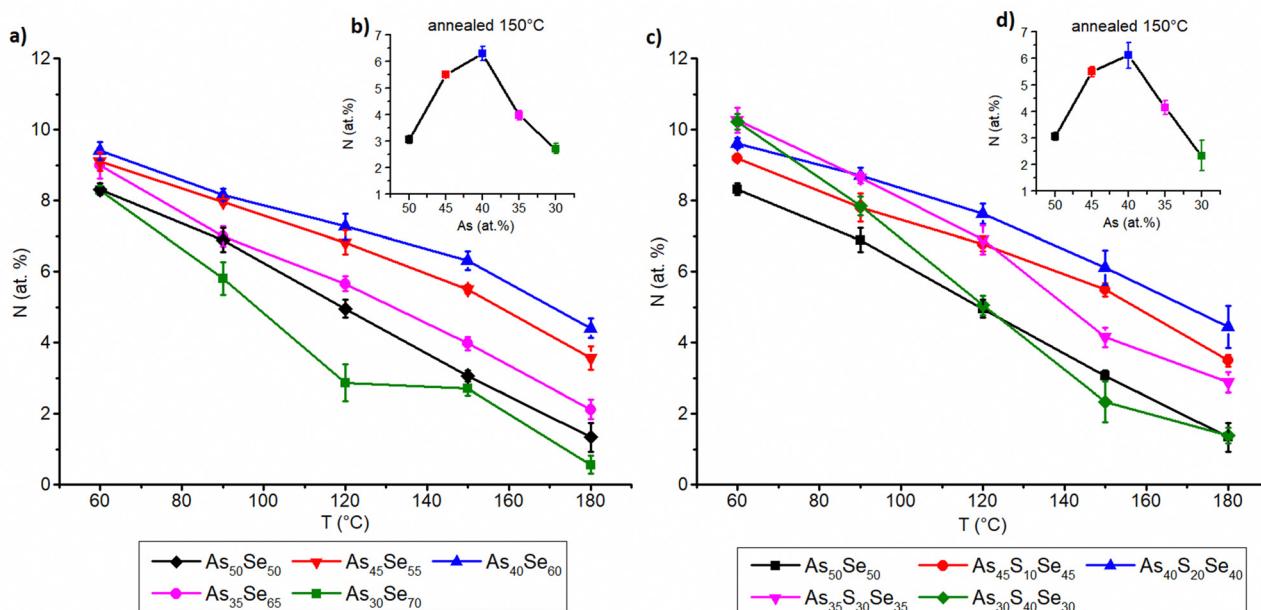 a)
12
10
8
6
4
2
0
N (at. %)
60
80
100
120
140
160
180
T (°C)
b)
annealed 150°C
7
6
5
4
3
2
1
N (at.%)
50
45
40
35
30
As (at.%)
As₅₀Se₅₀
As₄₅Se₅₅
As₄₀Se₆₀
As₃₅Se₆₅
As₃₀Se₇₀
c)
12
10
8
6
4
2
0
N (at. %)
60
80
100
120
140
160
180
T (°C)
d)
annealed 150°C
7
6
5
4
3
2
1
N (at.%)
50
45
40
35
30
As (at.%)
As₅₀Se₅₀
As₄₅S₁₀Se₄₅
As₄₀S₂₀Se₄₀
As₃₅S₃₀Se₃₅
As₃₀S₄₀Se₃₀